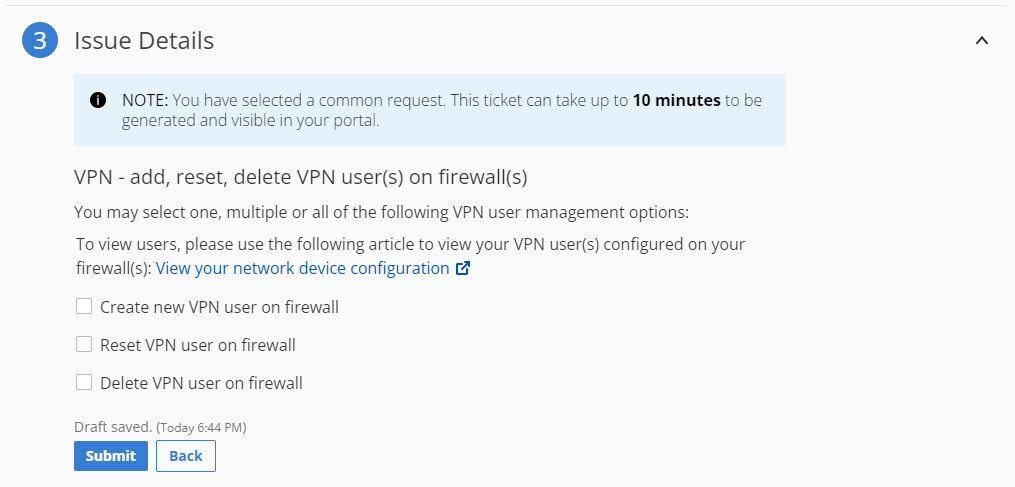 3 Issue Details
NOTE: You have selected a common request. This ticket can take up to 10 minutes to be
generated and visible in your portal.
VPN - add, reset, delete VPN user(s) on firewall(s)
You may select one, multiple or all of the following VPN user management options:
To view users, please use the following article to view your VPN user(s) configured on your
firewall(s): View your network device configuration
Create new VPN user on firewall
Reset VPN user on firewall
Delete VPN user on firewall
Draft saved. (Today 6:44 PM)
Submit Back